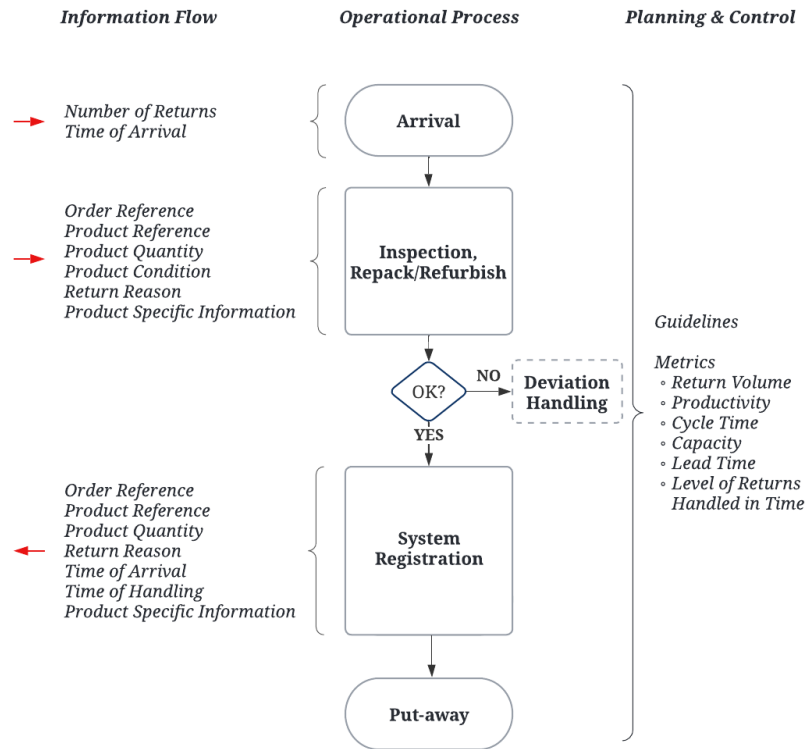 Information Flow
Operational Process
Planning & Control
Number of Returns
Time of Arrival
Arrival
Order Reference
Product Reference
Product Quantity
Product Condition
Return Reason
Product Specific Information
Inspection,
Repack/Refurbish
OK?
NO
YES
Deviation
Handling
Guidelines
Metrics
◦ Return Volume
◦ Productivity
◦ Cycle Time
◦ Capacity
◦ Lead Time
◦ Level of Returns
Handled in Time
Order Reference
Product Reference
Product Quantity
Return Reason
Time of Arrival
Time of Handling
Product Specific Information
System
Registration
Put-away